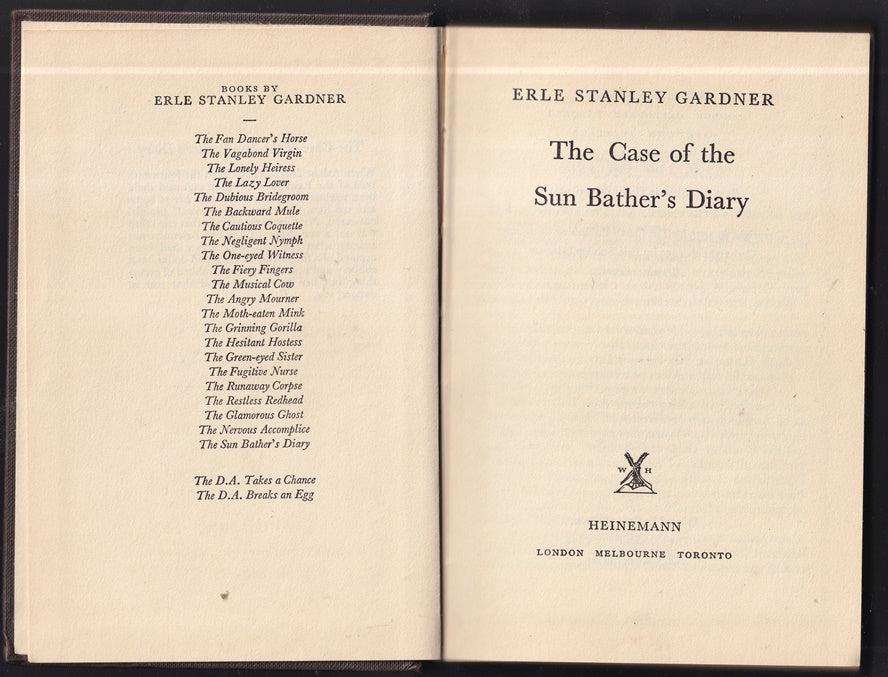 BOOKS BY
ERLE STANLEY GARDNER
The Fan Dancer's Horse
The Vagabond Virgin
The Lonely Heiress
The Lazy Lover
The Dubious Bridegroom
The Backward Mule
The Cautious Coquette
The Negligent Nymph
The One-eyed Witness
The Fiery Fingers
The Musical Cow
The Angry Mourner
The Moth-eaten Mink
The Grinning Gorilla
The Hesitant Hostess
The Green-eyed Sister
The Fugitive Nurse
The Runaway Corpse
The Restless Redhead
The Glamorous Ghost
The Nervous Accomplice
The Sun Bather's Diary
The D.A. Takes a Chance
The D.A. Breaks an Egg
ERLE STANLEY GARDNER
The Case of the
Sun Bather's Diary
W H
HEINEMANN
LONDON MELBOURNE TORONTO